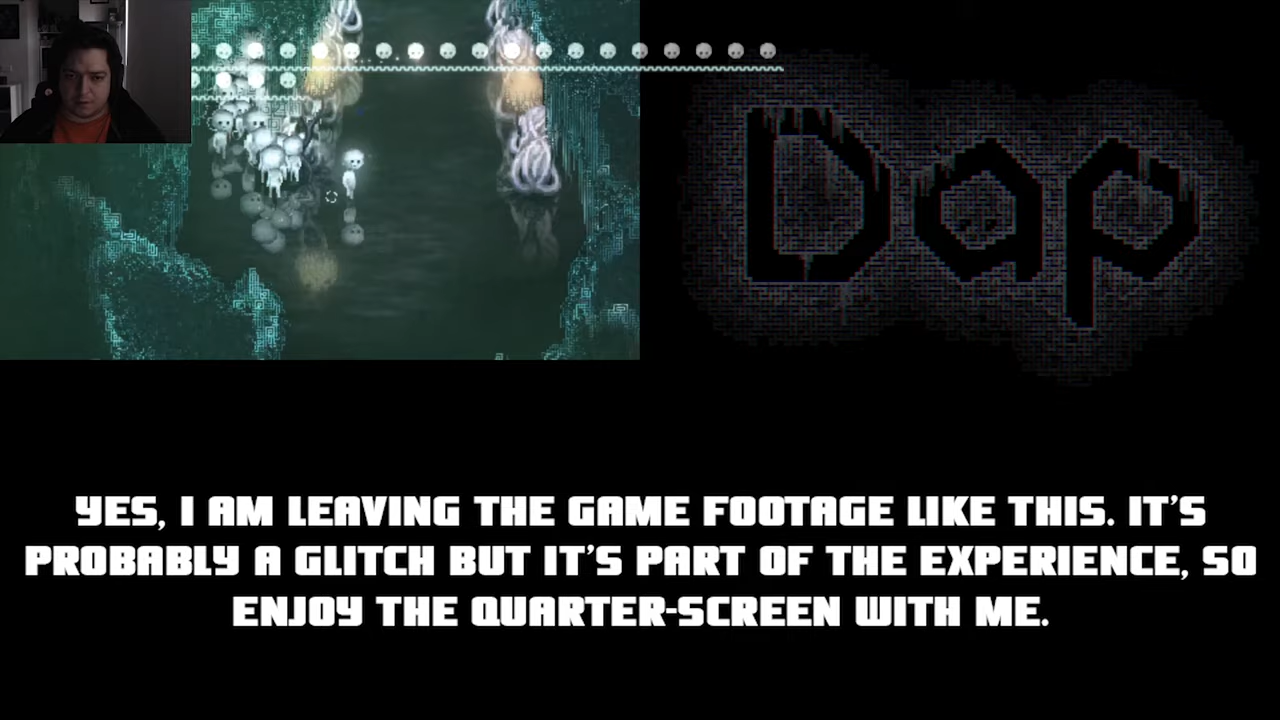 Dap
YES, I AM LEAVING THE GAME FOOTAGE LIKE THIS. IT'S
PROBABLY A GLITCH BUT IT'S PART OF THE EXPERIENCE, SO
ENJOY THE QUARTER-SCREEN WITH ME.